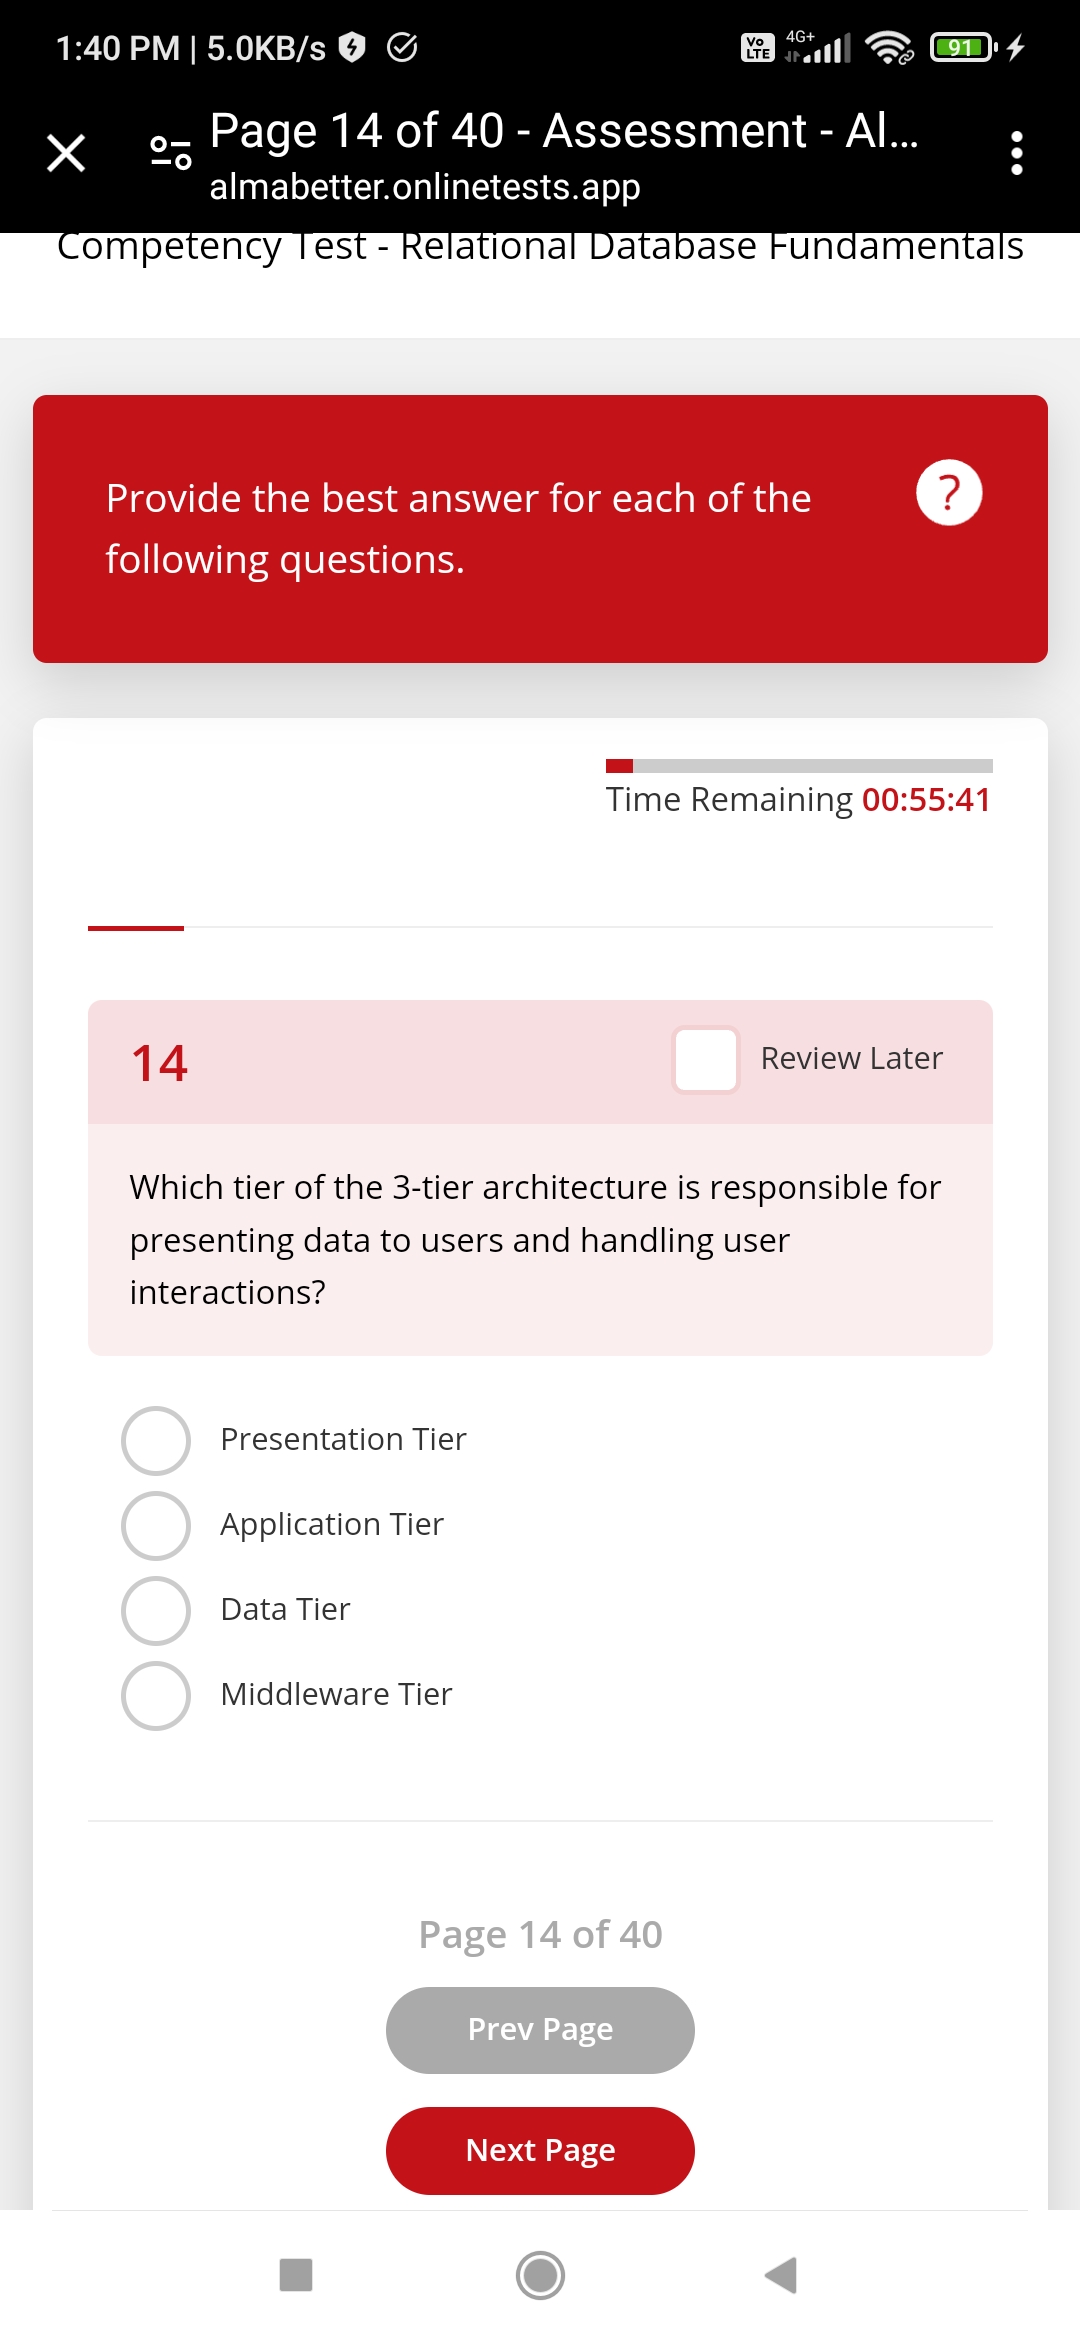 1:40 PM | 5.0KB/s
Vo LTE 4G+ 91
Page 14 of 40 - Assessment - Al...
almabetter.onlinetests.app
Competency Test - Relational Database Fundamentals
Provide the best answer for each of the
following questions.
?
Time Remaining 00:55:41
14
Review Later
Which tier of the 3-tier architecture is responsible for
presenting data to users and handling user
interactions?
Presentation Tier
Application Tier
Data Tier
Middleware Tier
Page 14 of 40
Prev Page
Next Page